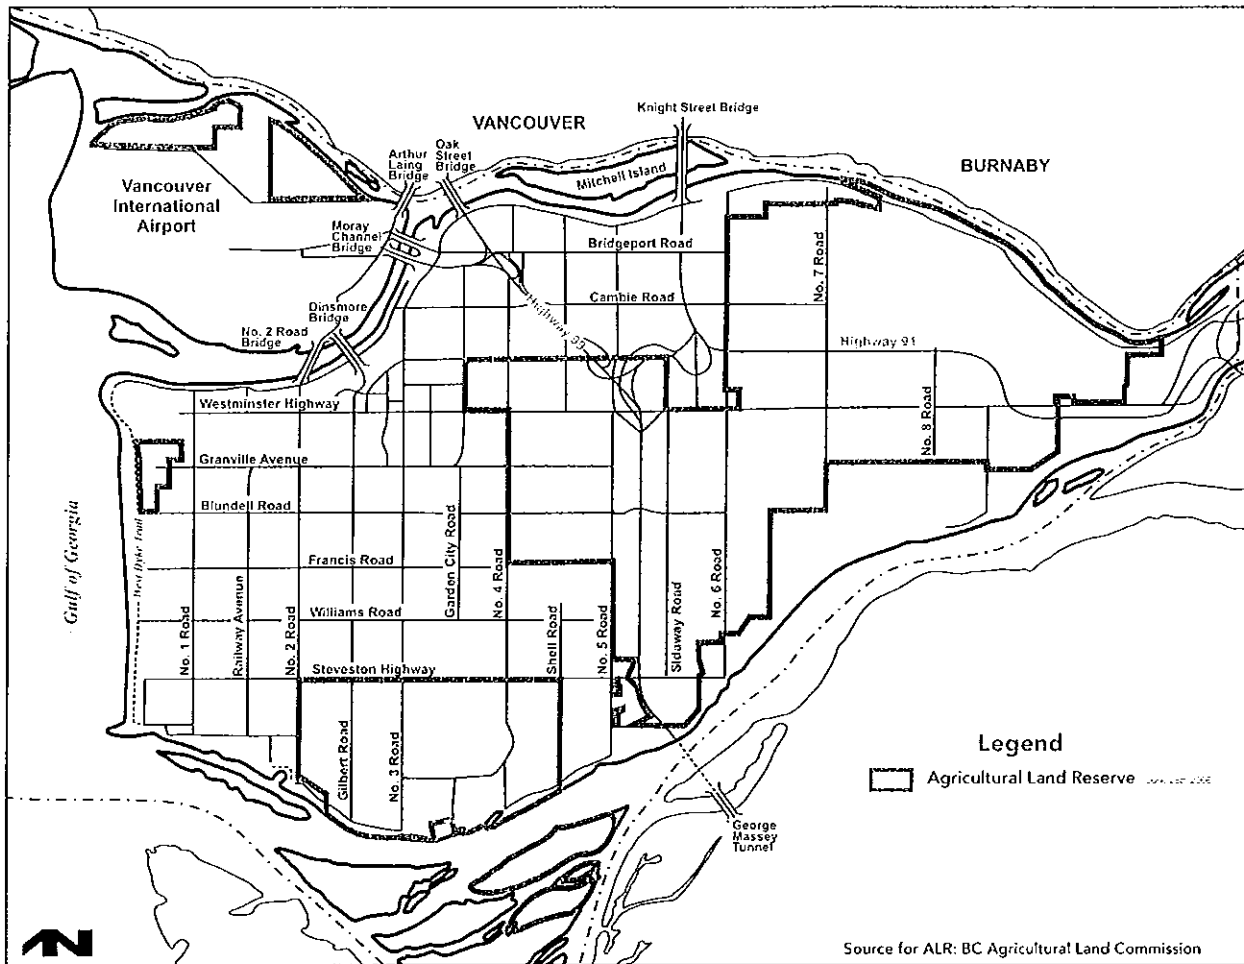 Knight Street Bridge
VANCOUVER
Oak
Street
Bridge
Arthur
Laing
Bridge
BURNABY
Mitchell Island
Vancouver
International
Airport
Moray
Channel
Bridge
Bridgeport Road
No. 7 Road
Cambie Road
Highway 99
Dinsmore
Bridge
No. 2 Road
Bridge
Highway 91
Westminster Highway
No. 8 Road
Granville Avenue
Blundell Road
Gulf of Georgia
West Dyke Trail
Francis Road
Garden City Road
No. 4 Road
No. 6 Road
Williams Road
No. 1 Road
Railway Avenue
No. 2 Road
Shell Road
No. 5 Road
Sidaway Road
Steveston Highway
Gilbert Road
No. 3 Road
Legend
Agricultural Land Reserve
George
Massey
Tunnel
Source for ALR: BC Agricultural Land Commission